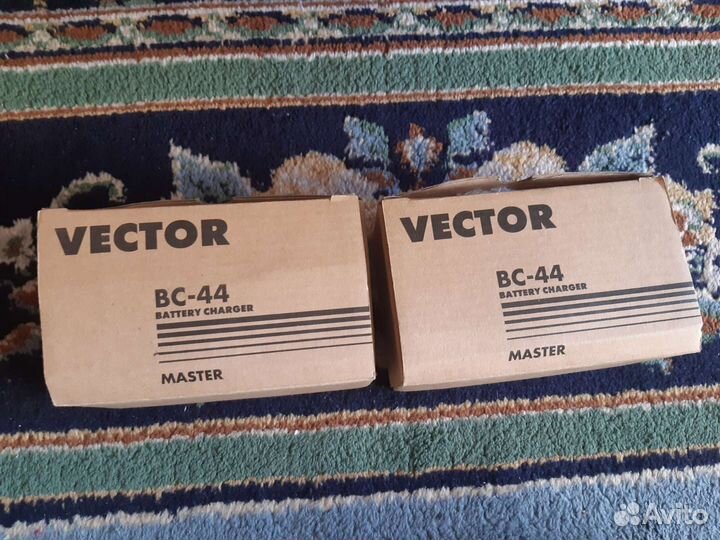 VECTOR
BC-44
BATTERY CHARGER
MASTER
VECTOR
BC-44
BATTERY CHARGER
MASTER
Avito